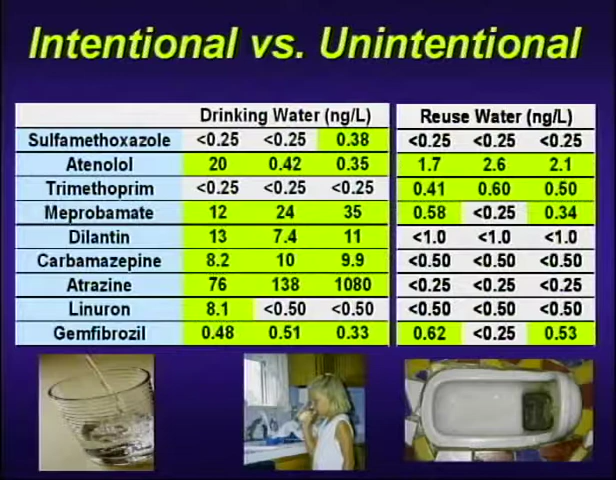 Intentional vs. Unintentional
Drinking Water (ng/L) Reuse Water (ng/L)
Sulfamethoxazole <0.25 <0.25 0.38 <0.25 <0.25 <0.25
Atenolol 20 0.42 0.35 1.7 2.6 2.1
Trimethoprim <0.25 <0.25 <0.25 0.41 0.60 0.50
Meprobamate 12 24 35 0.58 <0.25 0.34
Dilantin 13 7.4 11 <1.0 <1.0 <1.0
Carbamazepine 8.2 10 9.9 <0.50 <0.50 <0.50
Atrazine 76 138 1080 <0.25 <0.25 <0.25
Linuron 8.1 <0.50 <0.50 <0.50 <0.50 <0.50
Gemfibrozil 0.48 0.51 0.33 0.62 <0.25 0.53